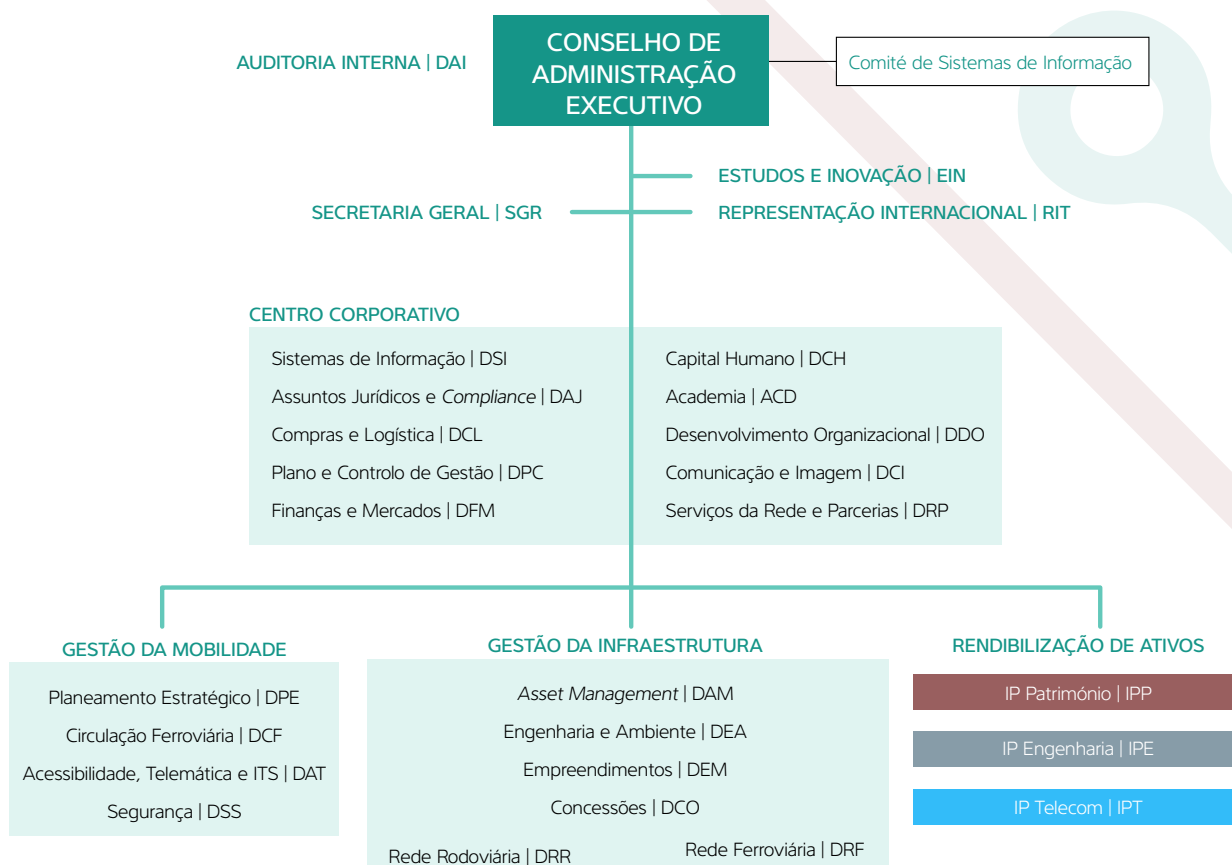 AUDITORIA INTERNA | DAI
CONSELHO DE
ADMINISTRAÇÃO
EXECUTIVO
Comité de Sistemas de Informação
ESTUDOS E INOVAÇÃO | EIN
SECRETARIA GERAL | SGR
REPRESENTAÇÃO INTERNACIONAL | RIT
CENTRO CORPORATIVO
Sistemas de Informação | DSI
Assuntos Jurídicos e Compliance | DAJ
Compras e Logística | DCL
Plano e Controlo de Gestão | DPC
Finanças e Mercados | DFM
Capital Humano | DCH
Academia | ACD
Desenvolvimento Organizacional | DDO
Comunicação e Imagem | DCI
Serviços da Rede e Parcerias | DRP
GESTÃO DA MOBILIDADE
Planeamento Estratégico | DPE
Circulação Ferroviária | DCF
Acessibilidade, Telemática e ITS | DAT
Segurança | DSS
GESTÃO DA INFRAESTRUTURA
Asset Management | DAM
Engenharia e Ambiente | DEA
Empreendimentos | DEM
Concessões | DCO
Rede Rodoviária | DRR
Rede Ferroviária | DRF
RENDIBILIZAÇÃO DE ATIVOS
IP Património | IPP
IP Engenharia | IPE
IP Telecom | IPT